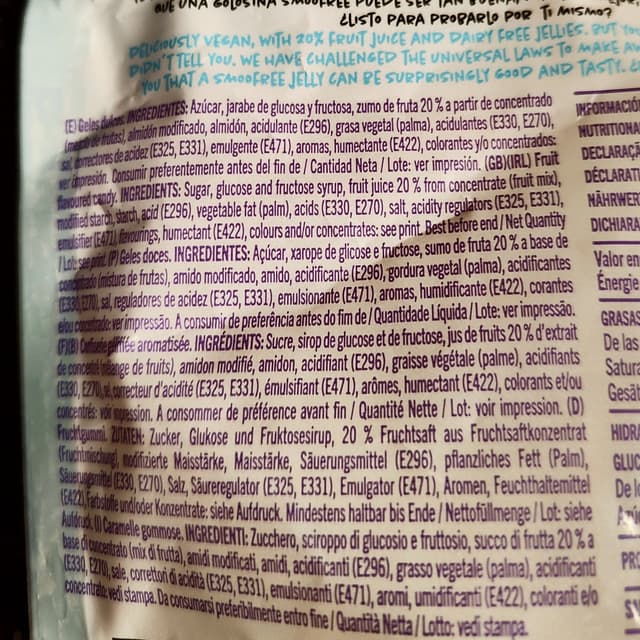 QUE UNA GOLOSINA SMOOFREE PUEDE SER TAN
¿LISTO PARA PROBARLO POR TI MISMO?
DELICIOUSLY VEGAN, WITH 20% FRUIT JUICE AND DAIRY FREE JELLIES. BUT YOU
DIDN'T TELL YOU. WE HAVE CHALLENGED THE UNIVERSAL LAWS TO MAKE
YOU THAT A SMOOFREE JELLY CAN BE SURPRISINGLY GOOD AND TASTY.
(E) Geles dulces. INGREDIENTES: Azúcar, jarabe de glucosa y fructosa, zumo de fruta 20 % a partir de concentrado
(mezcla de frutas), almidón modificado, almidón, acidulante (E296), grasa vegetal (palma), acidulantes (E330, E270),
sal, correctores de acidez (E325, E331), emulgente (E471), aromas, humectante (E422), colorantes y/o concentrados:
ver impresión. Consumir preferentemente antes del fin de / Cantidad Neta / Lote: ver impresión. (GB)(IRL) Fruit
flavoured candy. INGREDIENTS: Sugar, glucose and fructose syrup, fruit juice 20 % from concentrate (fruit mix),
modified starch, starch, acid (E296), vegetable fat (palm), acids (E330, E270), salt, acidity regulators (E325, E331),
emulsifier (E471) flavourings, humectant (E422), colours and/or concentrates: see print. Best before end / Net Quantity
/ Lot: see print. (P) Geles doces. INGREDIENTES: Açúcar, xarope de glicose e fructose, sumo de fruta 20 % a base de
concentrado (mistura de frutas), amido modificado, amido, acidificante (E296), gordura vegetal (palma), acidificantes
(E330, E270), sal, reguladores de acidez (E325, E331), emulsionante (E471), aromas, humidificante (E422), corantes
e/ou concentrado: ver impressão. A consumir de preferência antes do fim de / Quantidade Líquida / Lote: ver impressão.
(F)(B) Confiserie gélifiée aromatisée. INGRÉDIENTS: Sucre, sirop de glucose et de fructose, jus de fruits 20 % d'extrait
de concentré (mélange de fruits), amidon modifié, amidon, acidifiant (E296), graisse végétale (palme), acidifiants
(E330, E270), sel, correcteur d'acidité (E325, E331), émulsifiant (E471), arômes, humectant (E422), colorants et/ou
concentrés: voir impression. A consommer de préférence avant fin / Quantité Nette / Lot: voir impression. (D)
Fruchtgummi. ZUTATEN: Zucker, Glukose und Fruktosesirup, 20 % Fruchtsaft aus Fruchtsaftkonzentrat
(Fruchtmischung), modifizierte Maisstärke, Maisstärke, Säuerungsmittel (E296), pflanzliches Fett (Palm),
Säuerungsmittel (E330, E270), Salz, Säureregulator (E325, E331), Emulgator (E471), Aromen, Feuchthaltemittel
(E422), Farbstoffe und/oder Konzentrate: siehe Aufdruck. Mindestens haltbar bis Ende / Nettofüllmenge / Lot: siehe
Aufdruck. (I) Caramelle gommose. INGREDIENTI: Zucchero, sciroppo di glucosio e fruttosio, succo di frutta 20 % a
base di concentrato (mix di frutta), amidi modificati, amidi, acidificanti (E296), grasso vegetale (palma), acidificanti
(E330, E270), sale, correttori di acidità (E325, E331), emulsionanti (E471), aromi, umidificanti (E422), coloranti e/o
concentrate: vedi stampa. Da consumarsi preferibilmente entro fine / Quantità Netta / Lotto: vedi stampa.
INFORMACIÓ
NUTRITIONA
DECLARAÇÃ
DÉCLARATI
NÄHRWER
DICHIARA
Valor en
Énergie
GRASAS
De las
Satura
Gesät
HIDRA
GLUC
De lo
PRO